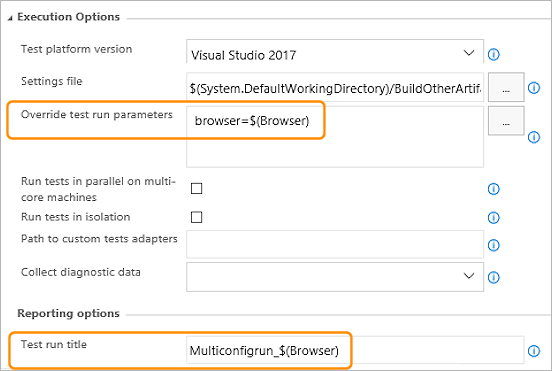 Execution Options
Test platform version
Visual Studio 2017
Settings file
$(System.DefaultWorkingDirectory)/BuildOtherArtif
...
Override test run parameters
browser=$(Browser)
...
Run tests in parallel on multi-
core machines
Run tests in isolation
Path to custom tests adapters
Collect diagnostic data
Reporting options
Test run title
Multiconfigrun_$(Browser)